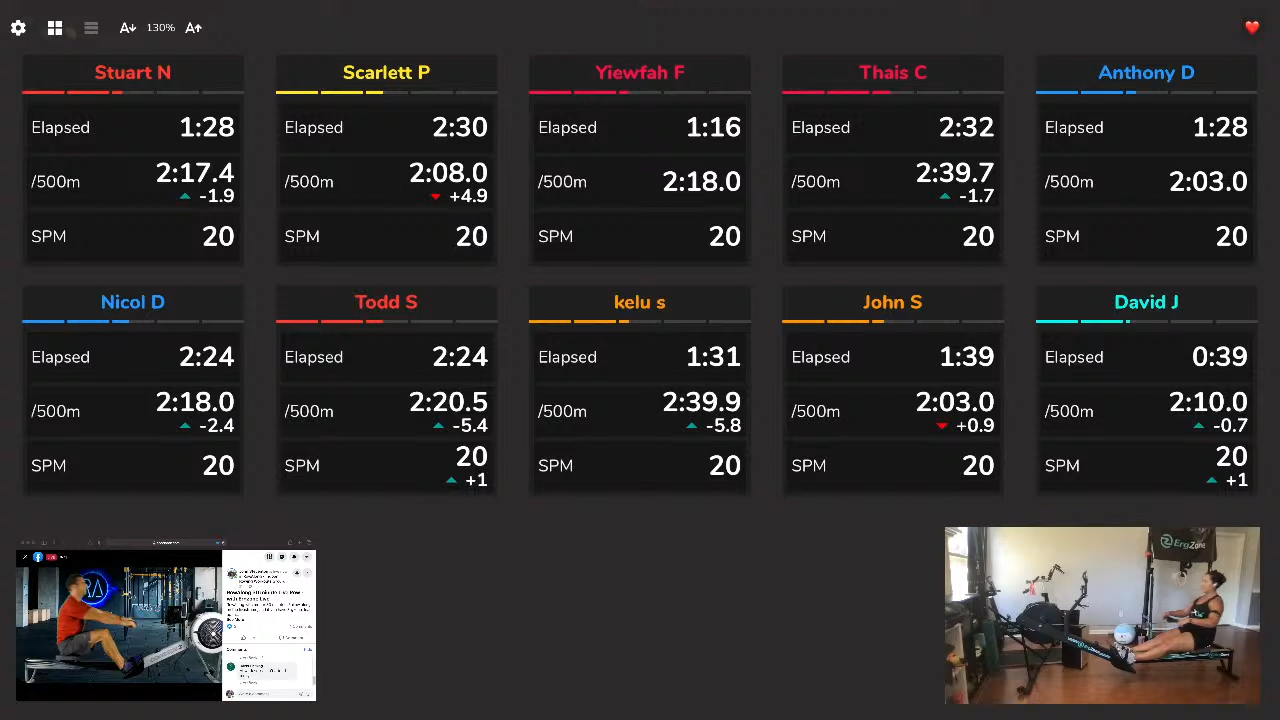 A 130% A
Stuart N
Elapsed 1:28
/500m 2:17.4
-1.9
SPM 20
Scarlett P
Elapsed 2:30
/500m 2:08.0
+4.9
SPM 20
Yiewfah F
Elapsed 1:16
/500m 2:18.0
SPM 20
Thais C
Elapsed 2:32
/500m 2:39.7
-1.7
SPM 20
Anthony D
Elapsed 1:28
/500m 2:03.0
SPM 20
Nicol D
Elapsed 2:24
/500m 2:18.0
-2.4
SPM 20
Todd S
Elapsed 2:24
/500m 2:20.5
-5.4
SPM 20
+1
kelu s
Elapsed 1:31
/500m 2:39.9
-5.8
SPM 20
John S
Elapsed 1:39
/500m 2:03.0
+0.9
SPM 20
David J
Elapsed 0:39
/500m 2:10.0
-0.7
SPM 20
+1
RA
Comments
ErgZone